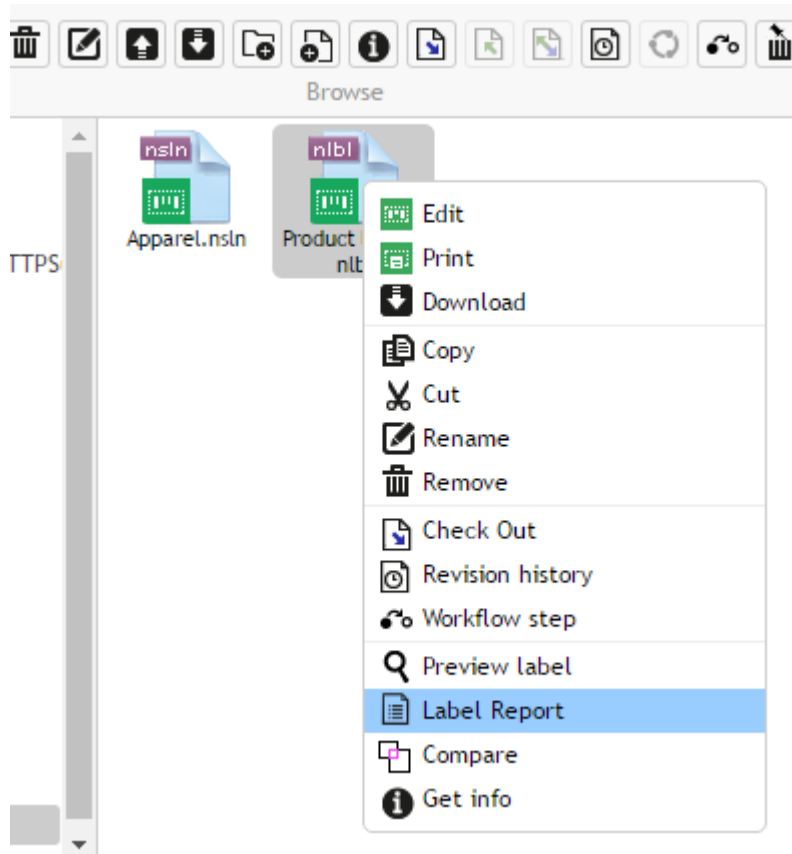 Browse
nsln
nlbl
Apparel.nsln
Product
nlb
TTPS
Edit
Print
Download
Copy
Cut
Rename
Remove
Check Out
Revision history
Workflow step
Preview label
Label Report
Compare
Get info